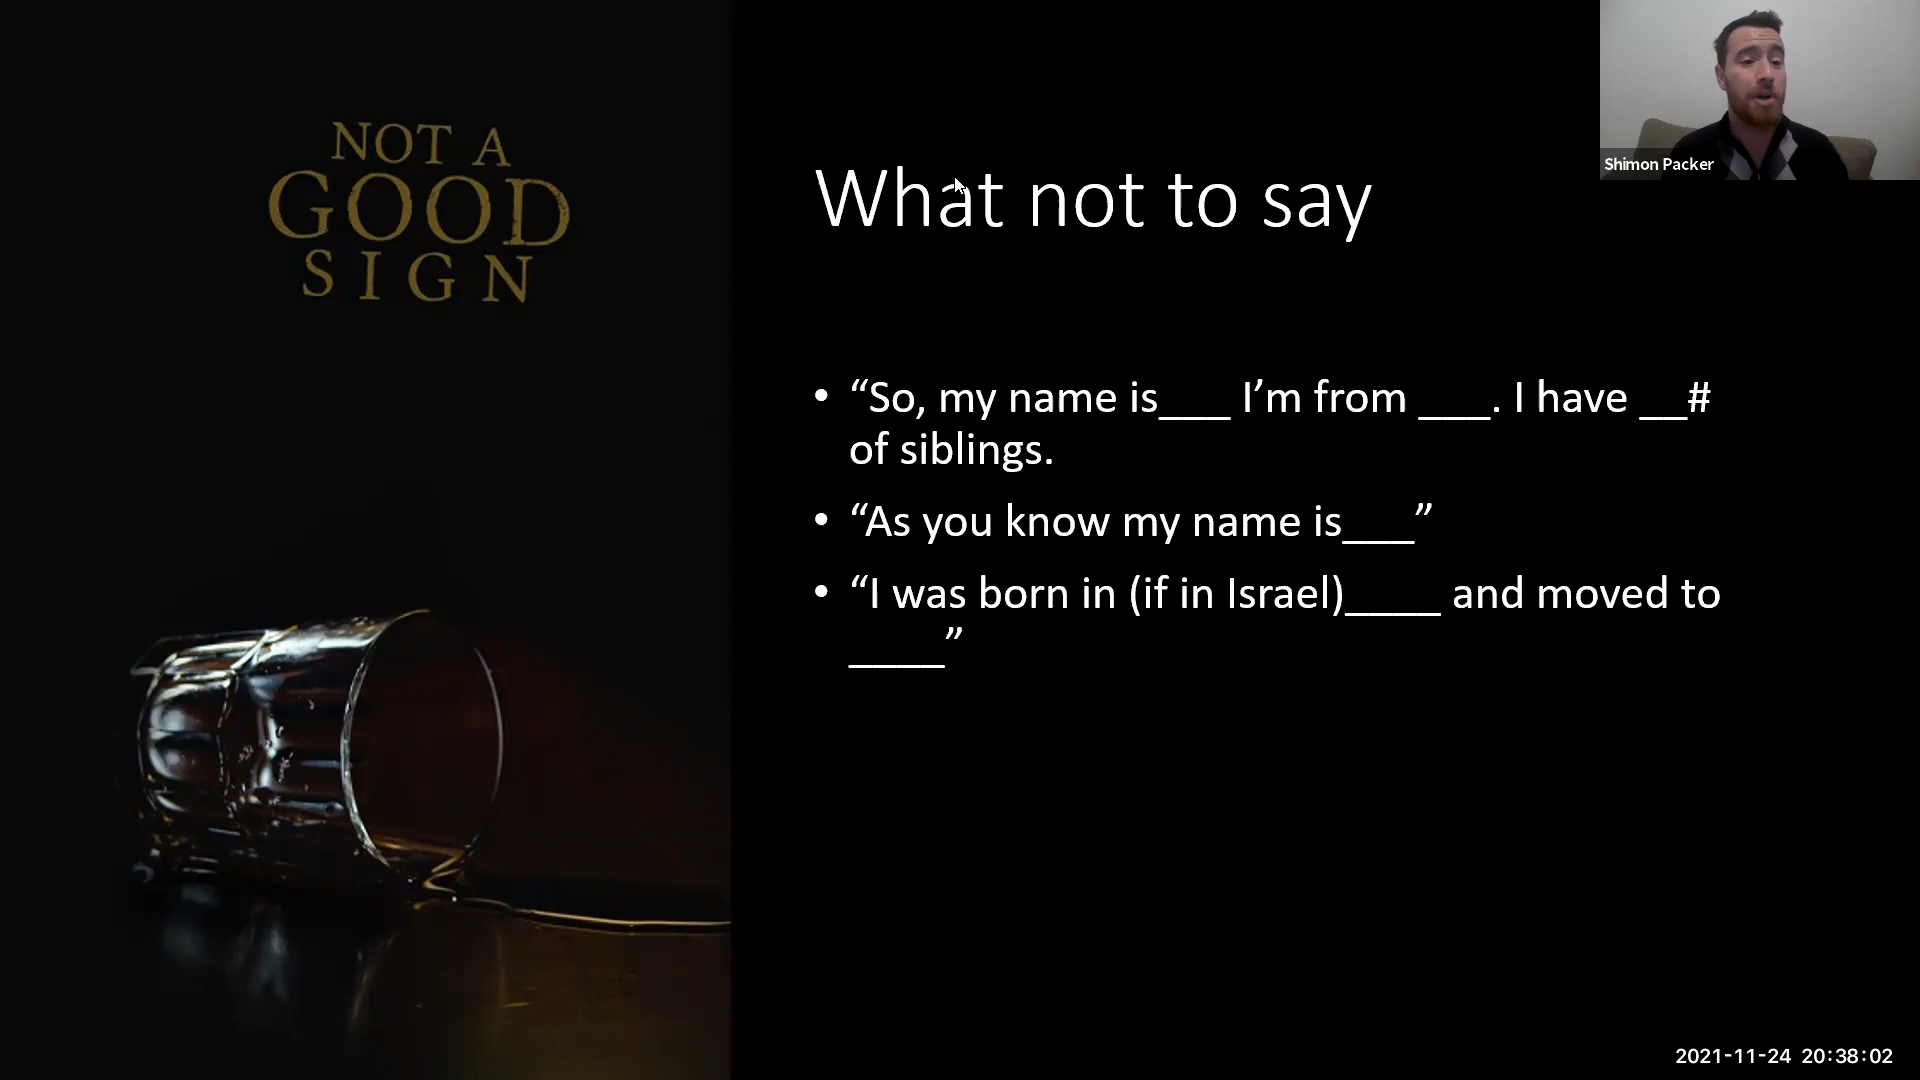 NOT A
GOOD
SIGN
What not to say
Shimon Packer
• “So, my name is___ I’m from ___. I have __#
of siblings.
• “As you know my name is___”
• “I was born in (if in Israel)____ and moved to
____”
2021-11-24 20:38:02